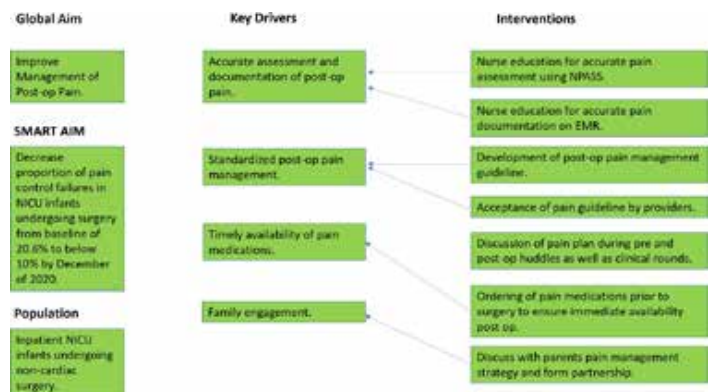 Global Aim
Improve
Management of
Post-op Pain.
SMART AIM
Decrease
proportion of pain
control failures in
NICU infants
undergoing surgery
from baseline of
20.6% to below
10% by December
of 2020.
Population
Inpatient NICU
infants undergoing
non-cardiac
surgery.
Key Drivers
Accurate assessment and
documentation of post-op
pain.
Standardized post-op pain
management.
Timely availability of pain
medications.
Family engagement.
Interventions
Nurse education for accurate pain
assessment using NPASS.
Nurse education for accurate pain
documentation on EMR.
Development of post-op pain management
guideline.
Acceptance of pain guideline by providers.
Discussion of pain plan during pre and
post-op huddles as well as clinical rounds.
Ordering of pain medications prior to
surgery to ensure immediate availability
post op.
Discuss with parents pain management
strategy and form partnership.